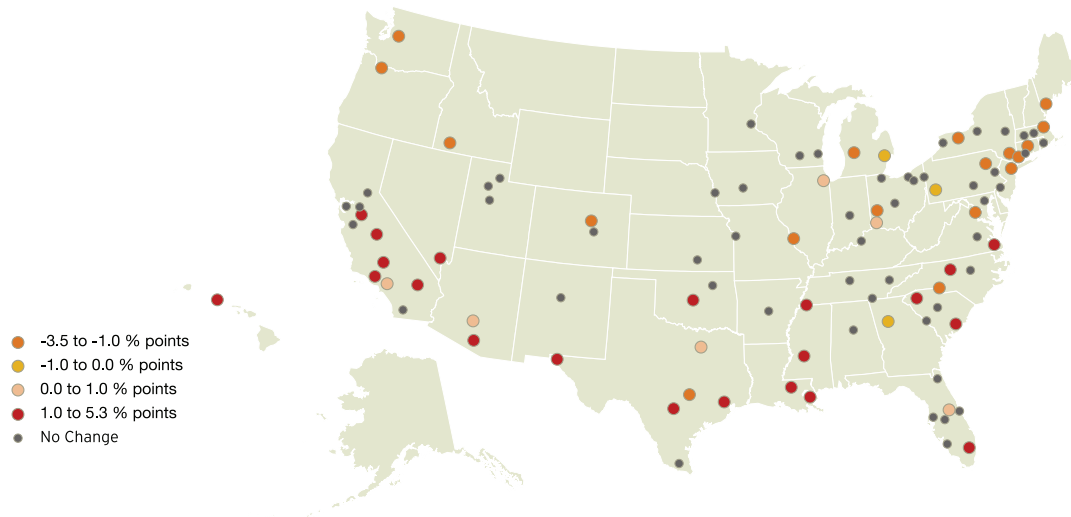 -3.5 to -1.0 % points
-1.0 to 0.0 % points
0.0 to 1.0 % points
1.0 to 5.3 % points
No Change